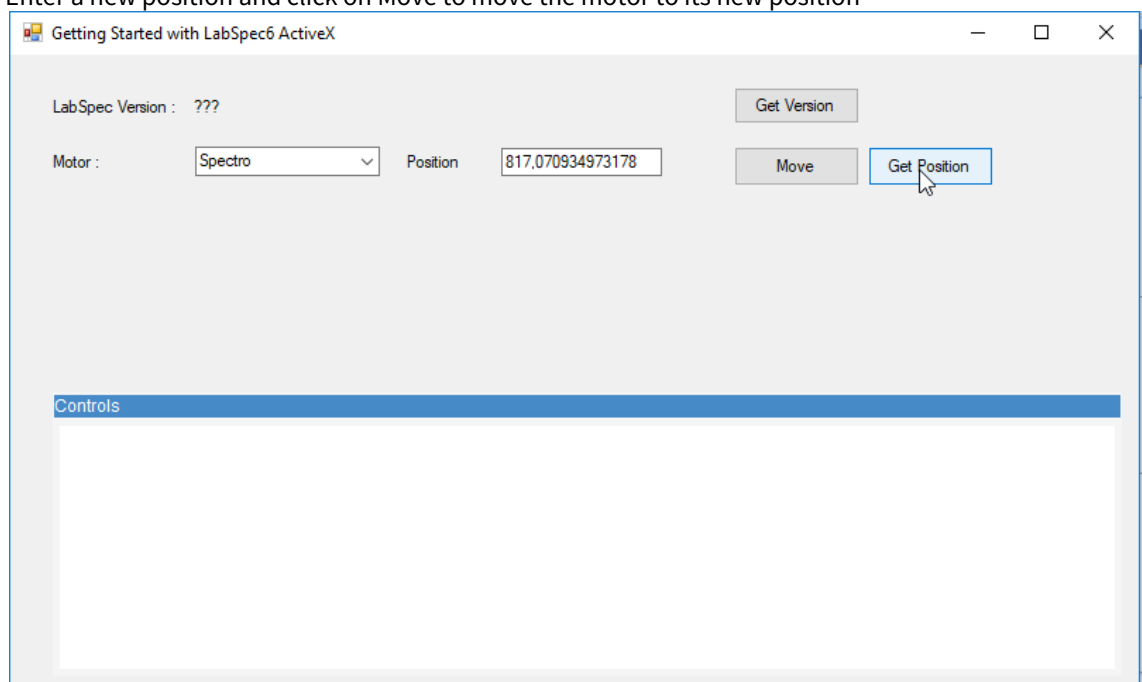 Enter a new position and click on Move to move the motor to its new position
Getting Started with LabSpec6 ActiveX
LabSpec Version : ??? Get Version
Motor : Spectro Position 817,070934973178 Move Get Position
Controls